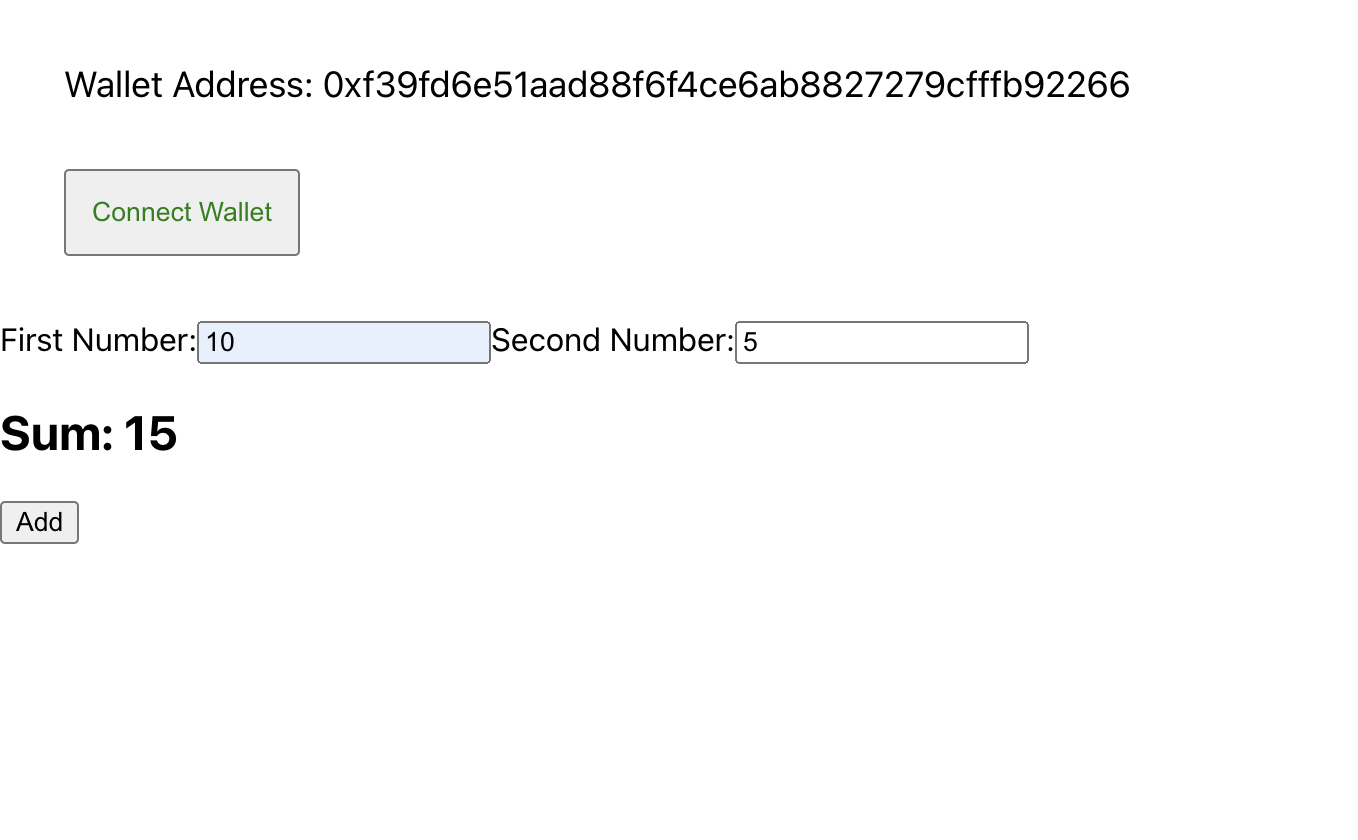 Wallet Address: 0xf39fd6e51aad88f6f4ce6ab8827279cfffb92266
Connect Wallet
First Number: 10 Second Number: 5
Sum: 15
Add